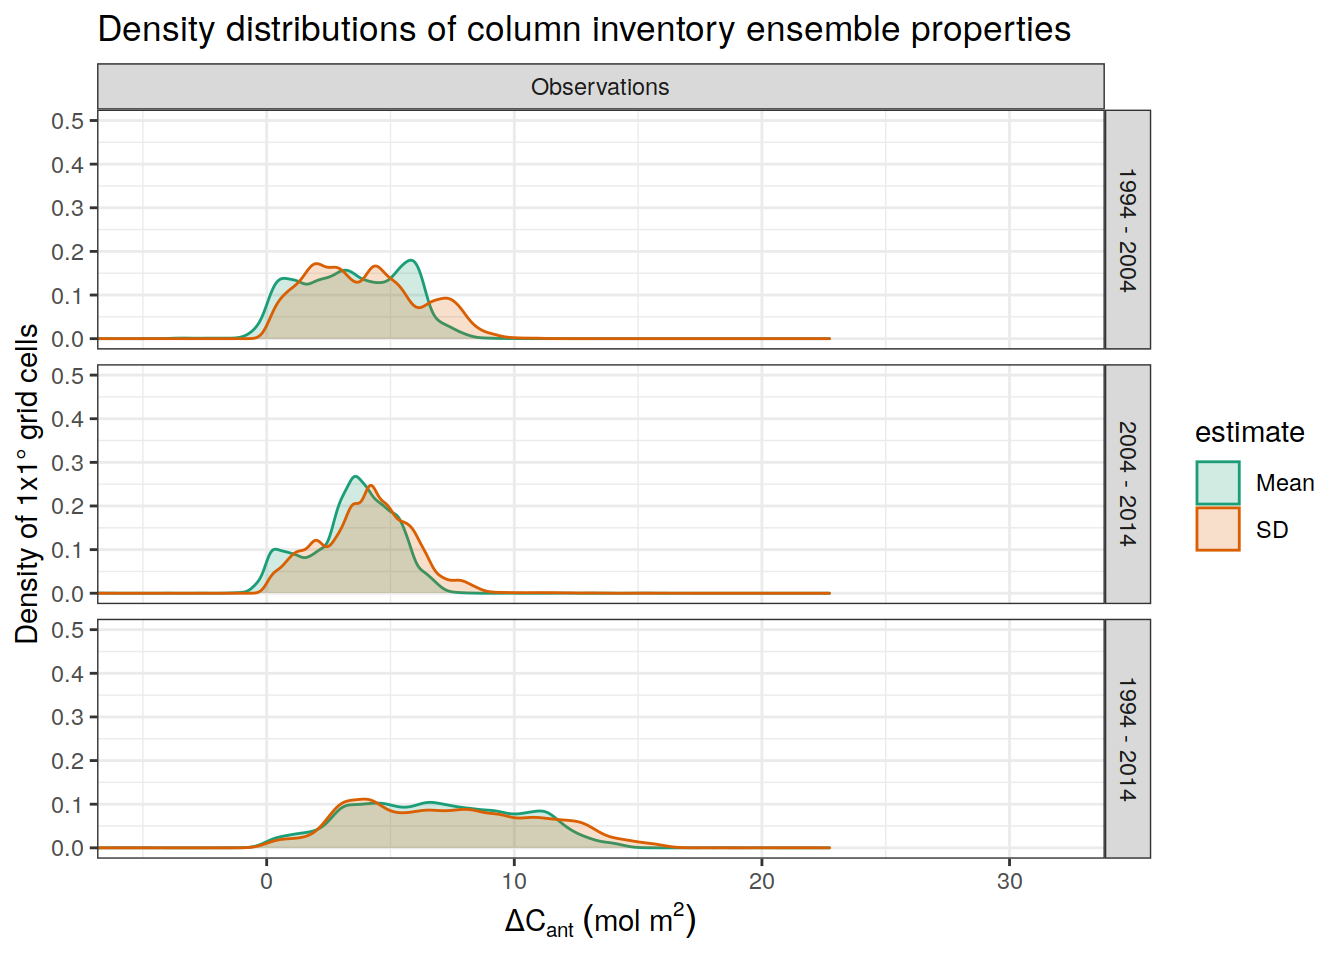 Density distributions of column inventory ensemble properties
Observations
Density of 1x1° grid cells
0.5
0.4
0.3
0.2
0.1
0.0
1994 - 2004
0.5
0.4
0.3
0.2
0.1
0.0
2004 - 2014
0.5
0.4
0.3
0.2
0.1
0.0
1994 - 2014
0 10 20 30
ΔC_ant (mol m²)
estimate
Mean
SD